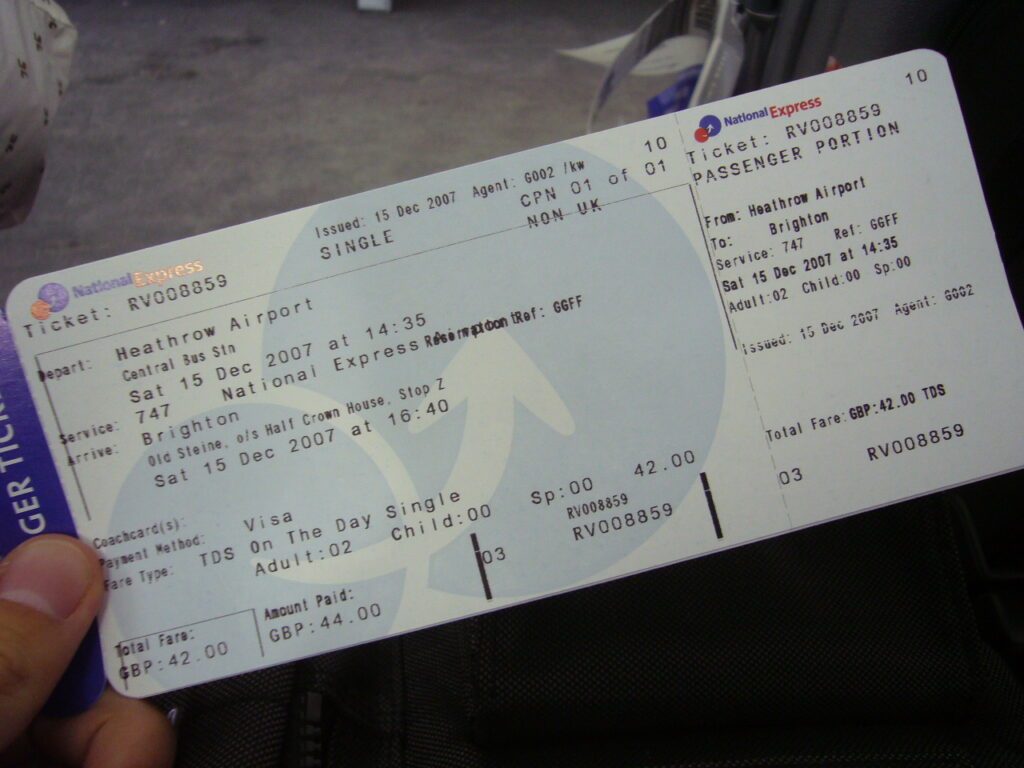 GER TICK
National Express
Ticket: RV008859
Issued: 15 Dec 2007 Agent: G002 /kw 10
SINGLE CPN 01 of 01
NON UK
Depart: Heathrow Airport
Central Bus Stn
Sat 15 Dec 2007 at 14:35
Service: 747 National Express Ref: GGFF
Arrive: Brighton
Old Steine, o/s Half Crown House, Stop Z
Sat 15 Dec 2007 at 16:40
Coachcard(s):
Payment Method: Visa
Fare Type: TDS On The Day Single
Adult:02 Child:00 Sp:00 42.00
03 RV008859
RV008859
Total Fare: Amount Paid:
GBP:42.00 GBP:44.00
National Express 10
Ticket: RV008859
PASSENGER PORTION
From: Heathrow Airport
To: Brighton
Service: 747 Ref: GGFF
Sat 15 Dec 2007 at 14:35
Adult:02 Child:00 Sp:00
Issued: 15 Dec 2007 Agent: G002
Total Fare:GBP:42.00 TDS
03 RV008859